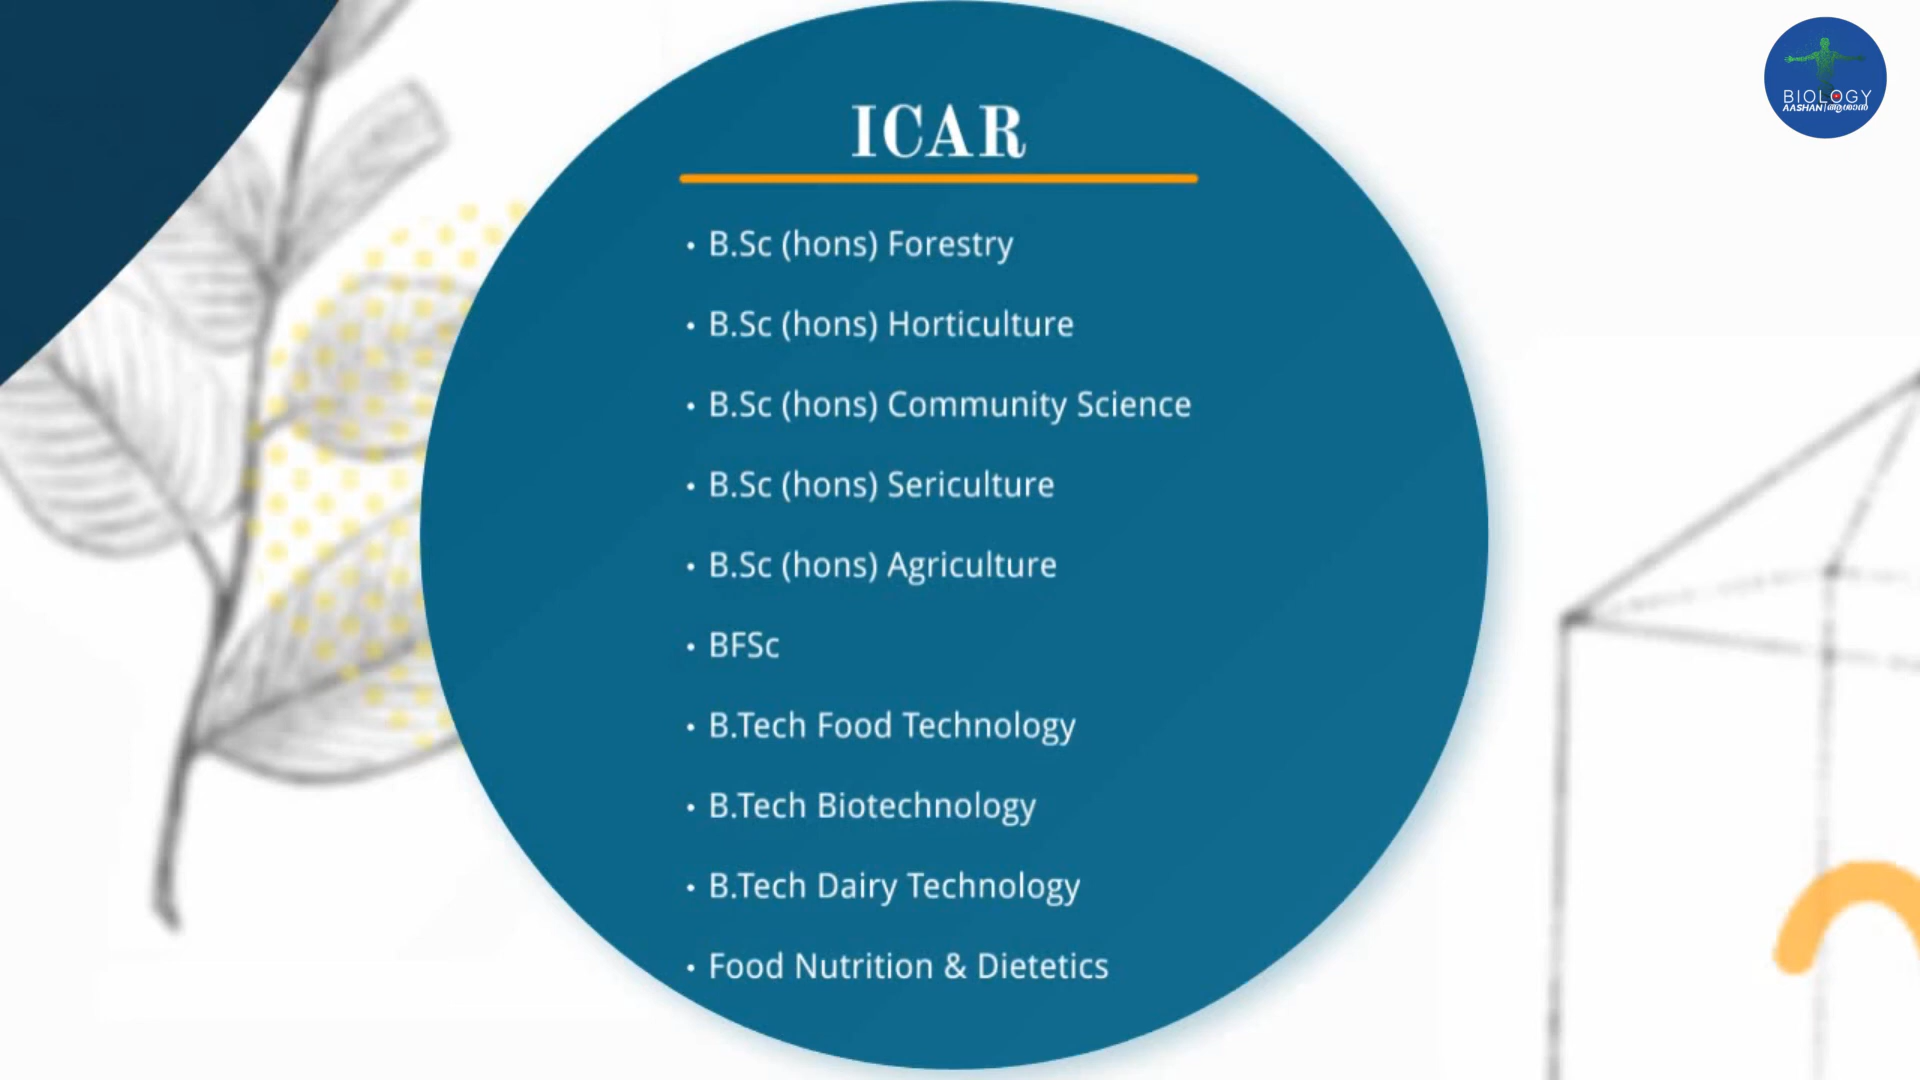 ICAR
• B.Sc (hons) Forestry
• B.Sc (hons) Horticulture
• B.Sc (hons) Community Science
• B.Sc (hons) Sericulture
• B.Sc (hons) Agriculture
• BFSc
• B.Tech Food Technology
• B.Tech Biotechnology
• B.Tech Dairy Technology
• Food Nutrition & Dietetics
BIOLOGY
AASHAN|ആശാൻ